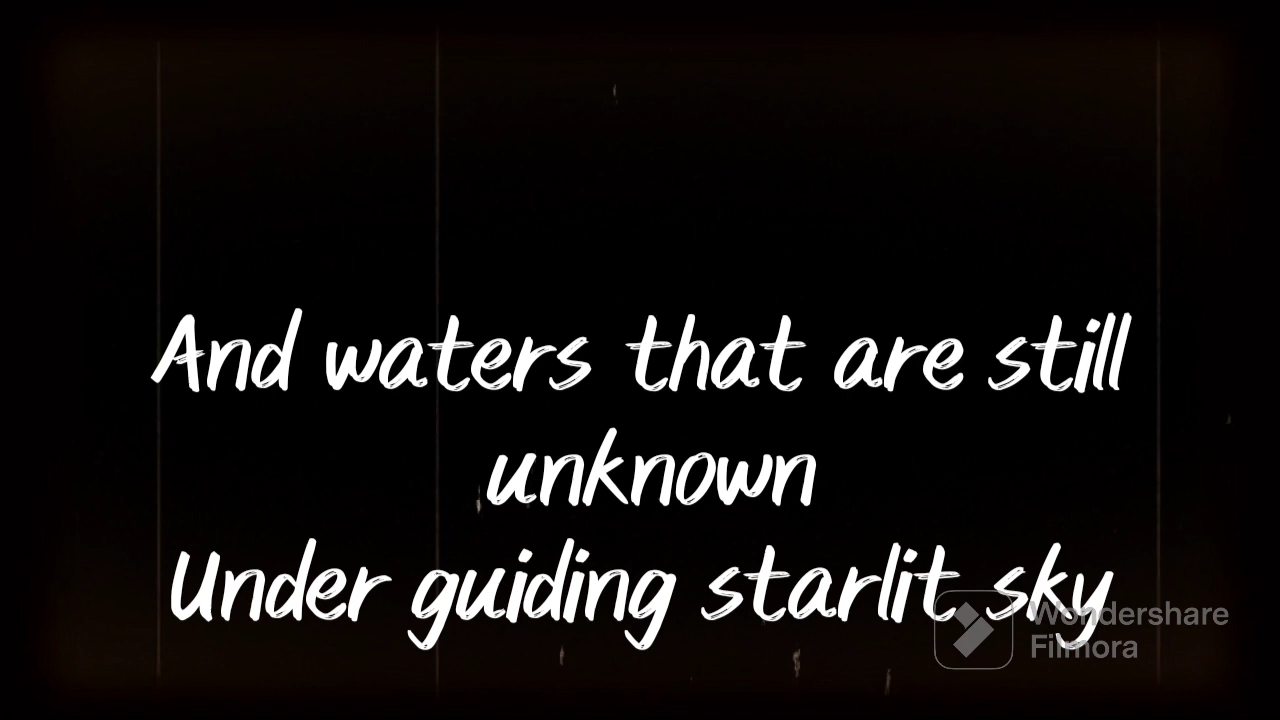 And waters that are still
unknown
Under guiding starlit sky
Wondershare
Filmora